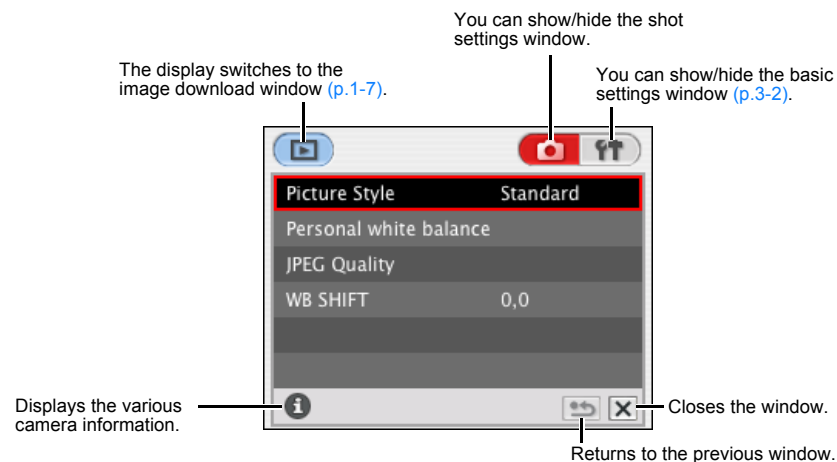 You can show/hide the shot
settings window.
The display switches to the
image download window (p.1-7).
You can show/hide the basic
settings window (p.3-2).
Picture Style Standard
Personal white balance
JPEG Quality
WB SHIFT 0,0
Displays the various
camera information.
Closes the window.
Returns to the previous window.